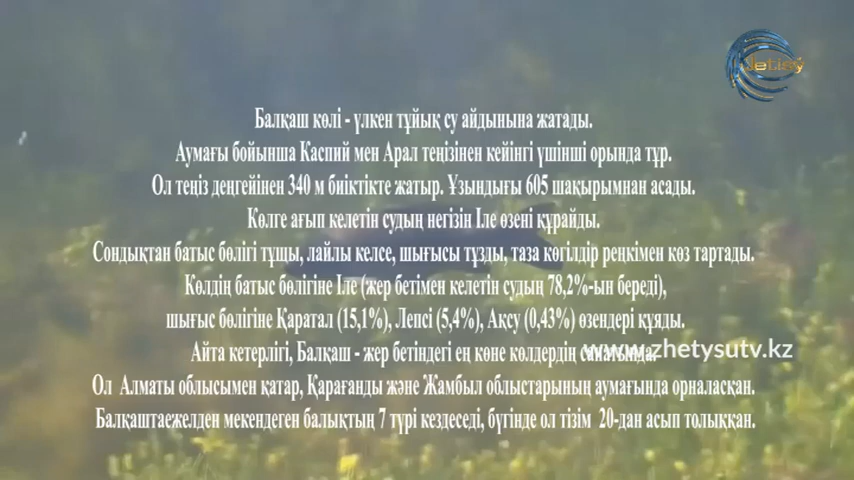 Jetisý
Балқаш көлі - үлкен тұйық су айдынына жатады.
Аумағы бойынша Каспий мен Арал теңізінен кейінгі үшінші орында тұр.
Ол теңіз деңгейінен 340 м биіктікте жатыр. Ұзындығы 605 шақырымнан асады.
Көлге ағып келетін судың негізін Іле өзені құрайды.
Сондықтан батыс бөлігі тұщы, лайлы келсе, шығысы тұзды, таза көгілдір реңкімен көз тартады.
Көлдің батыс бөлігіне Іле (жер бетімен келетін судың 78,2%-ын береді),
шығыс бөлігіне Қаратал (15,1%), Лепсі (5,4%), Ақсу (0,43%) өзендері құяды.
Айта кетерлігі, Балқаш - жер бетіндегі ең көне көлдердің санатында.
www.zhetysutv.kz
Ол Алматы облысымен қатар, Қарағанды және Жамбыл облыстарының аумағында орналасқан.
Балқаштаежелден мекендеген балықтың 7 түрі кездеседі, бүгінде ол тізім 20-дан асып толыққан.